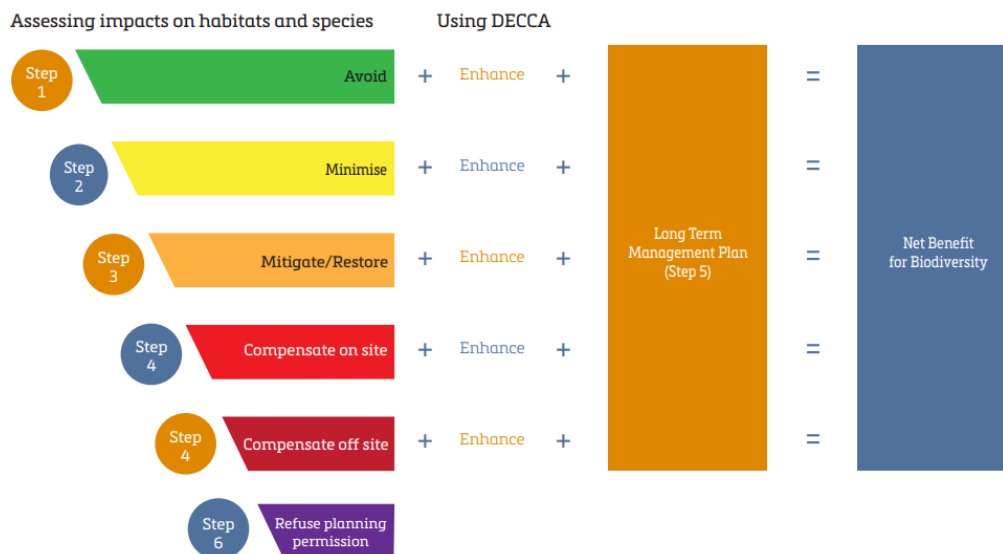 Assessing impacts on habitats and species
Using DECCA
Step
1
Avoid
+ Enhance +
=
Step
2
Minimise
+ Enhance +
=
Step
3
Mitigate/Restore
+ Enhance +
Long Term
Management Plan
(Step 5)
=
Net Benefit
for Biodiversity
Step
4
Compensate on site
+ Enhance +
=
Step
4
Compensate off site
+ Enhance +
=
Step
6
Refuse planning
permission